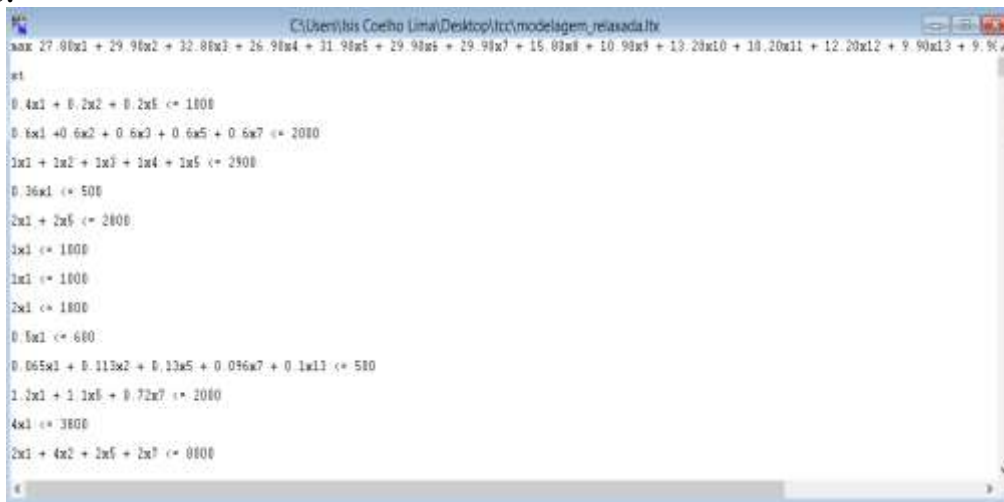 C:\Users\Isis Coelho Lima\Desktop\tcc\modelagem_relaxada.ltx
max 27.80x1 + 29.90x2 + 32.80x3 + 26.90x4 + 31.90x5 + 29.90x6 + 29.90x7 + 15.80x8 + 10.90x9 + 13.20x10 + 18.20x11 + 12.20x12 + 9.90x13 + 9.90
st
0.4x1 + 0.2x2 + 0.2x5 <= 1000
0.6x1 +0.6x2 + 0.6x3 + 0.6x5 + 0.6x7 <= 2000
1x1 + 1x2 + 1x3 + 1x4 + 1x5 <= 2900
0.36x1 <= 500
2x1 + 2x5 <= 2800
1x1 <= 1000
1x1 <= 1000
2x1 <= 1800
0.5x1 <= 600
0.065x1 + 0.113x2 + 0.13x5 + 0.096x7 + 0.1x13 <= 500
1.2x1 + 1.1x5 + 0.72x7 <= 2000
4x1 <= 3800
2x1 + 4x2 + 2x5 + 2x7 <= 8000